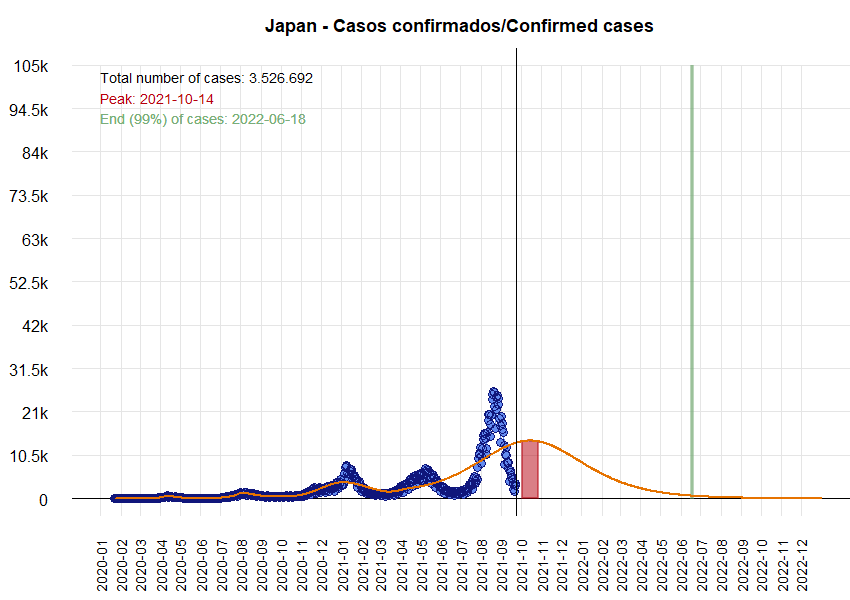 Japan - Casos confirmados/Confirmed cases
Total number of cases: 3.526.692
Peak: 2021-10-14
End (99%) of cases: 2022-06-18
105k
94.5k
84k
73.5k
63k
52.5k
42k
31.5k
21k
10.5k
0
2020-01
2020-02
2020-03
2020-04
2020-05
2020-06
2020-07
2020-08
2020-09
2020-10
2020-11
2020-12
2021-01
2021-02
2021-03
2021-04
2021-05
2021-06
2021-07
2021-08
2021-09
2021-10
2021-11
2021-12
2022-01
2022-02
2022-03
2022-04
2022-05
2022-06
2022-07
2022-08
2022-09
2022-10
2022-11
2022-12